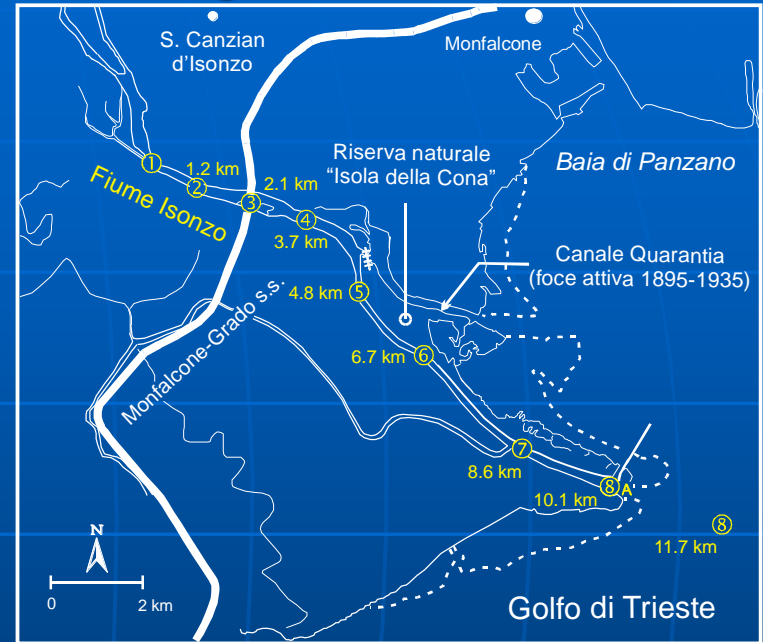 S. Canzian
d'Isonzo
Monfalcone
Riserva naturale
“Isola della Cona”
Baia di Panzano
Canale Quarantia
(foce attiva 1895-1935)
Fiume Isonzo
1
1.2 km
2
2.1 km
3
4
3.7 km
4.8 km
5
6.7 km
6
Monfalcone-Grado s.s.
7
8.6 km
8 A
10.1 km
8
11.7 km
N
0 2 km
Golfo di Trieste